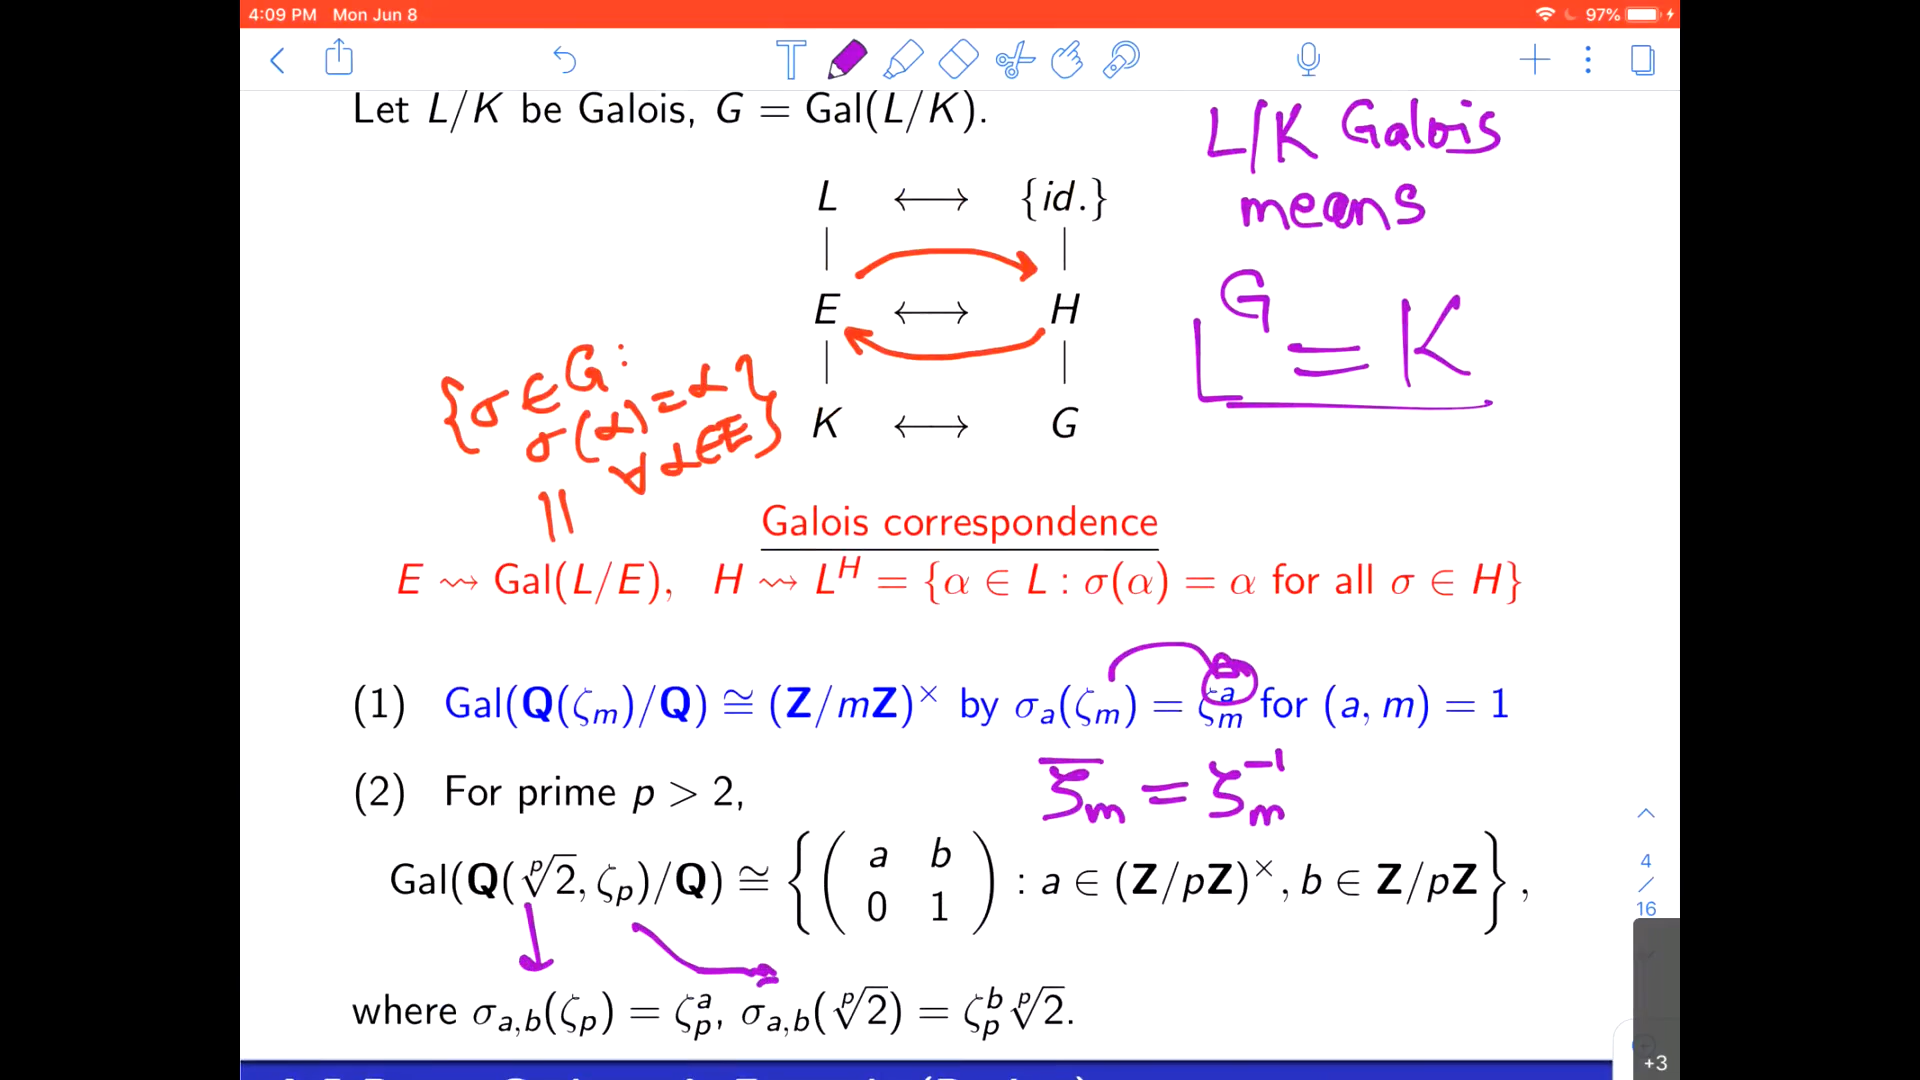 4:09 PM Mon Jun 8
97%
Let L/K be Galois, G = Gal(L/K).
L/K Galois
means
L^G = K
L ⟷ {id.}
E ⟷ H
K ⟷ G
{σ ∈ G :
σ(α) = α
∀ α ∈ E}
||
Galois correspondence
E ⇝ Gal(L/E), H ⇝ L^H = {α ∈ L : σ(α) = α for all σ ∈ H}
(1) Gal(Q(ζ_m)/Q) ≅ (Z/mZ)^× by σ_a(ζ_m) = ζ_m^a for (a, m) = 1
(2) For prime p > 2,
ζ̅_m = ζ_m^{-1}
Gal(Q(ᵖ√2, ζ_p)/Q) ≅ { ( a b
0 1 ) : a ∈ (Z/pZ)^×, b ∈ Z/pZ } ,
where σ_{a,b}(ζ_p) = ζ_p^a, σ_{a,b}(ᵖ√2) = ζ_p^b ᵖ√2.
4
/
16
+3